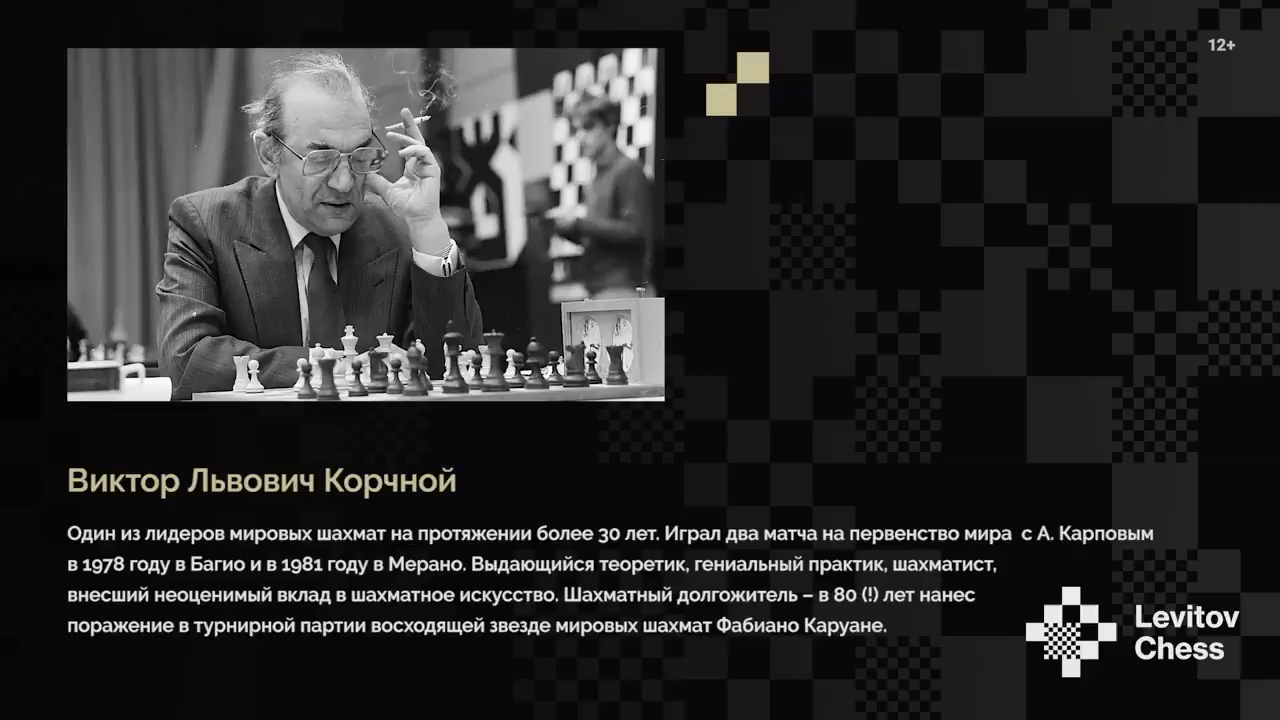 12+
Виктор Львович Корчной
Один из лидеров мировых шахмат на протяжении более 30 лет. Играл два матча на первенство мира  с А. Карповым
в 1978 году в Багио и в 1981 году в Мерано. Выдающийся теоретик, гениальный практик, шахматист,
внесший неоценимый вклад в шахматное искусство. Шахматный долгожитель – в 80 (!) лет нанес
поражение в турнирной партии восходящей звезде мировых шахмат Фабиано Каруане.
Levitov
Chess